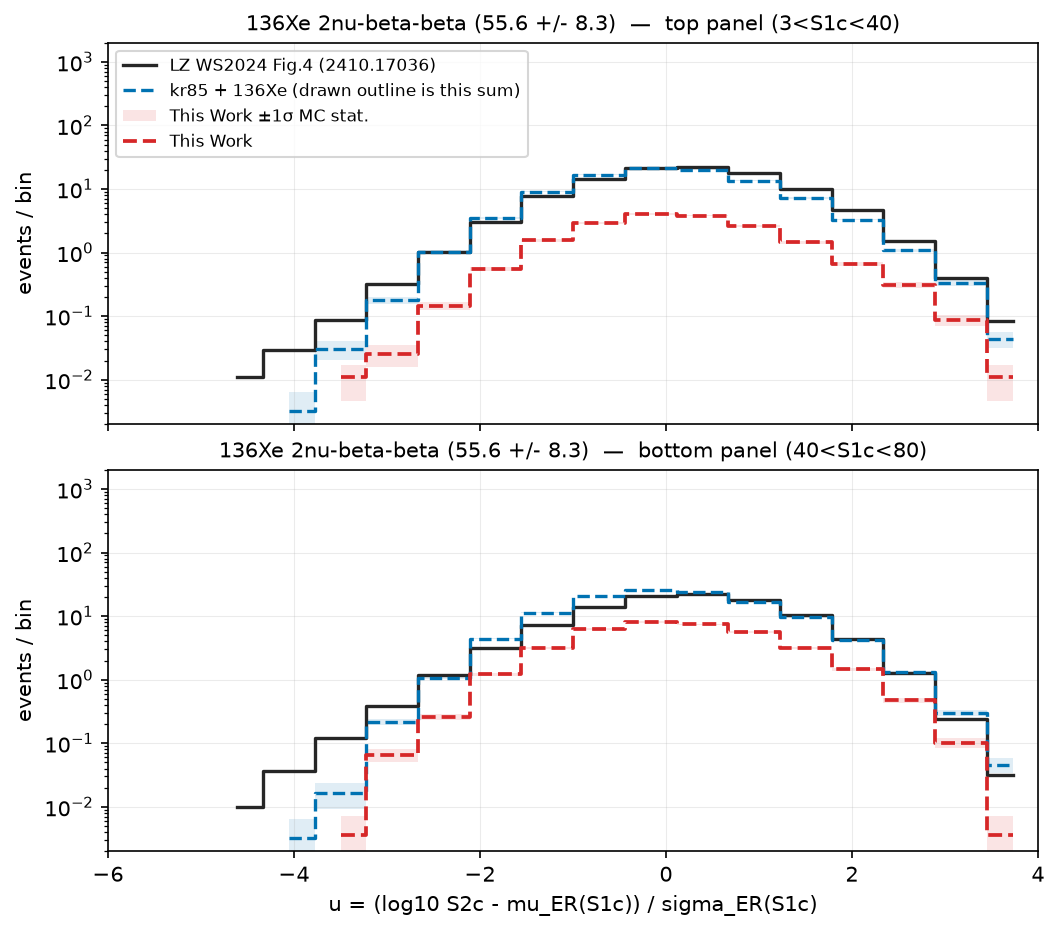 136Xe 2nu-beta-beta (55.6 +/- 8.3)  —  top panel (3<S1c<40)
LZ WS2024 Fig.4 (2410.17036)
kr85 + 136Xe (drawn outline is this sum)
This Work ±1σ MC stat.
This Work
10³
10²
10¹
10⁰
10⁻¹
10⁻²
events / bin
136Xe 2nu-beta-beta (55.6 +/- 8.3)  —  bottom panel (40<S1c<80)
10³
10²
10¹
10⁰
10⁻¹
10⁻²
events / bin
−6 −4 −2 0 2 4
u = (log10 S2c - mu_ER(S1c)) / sigma_ER(S1c)